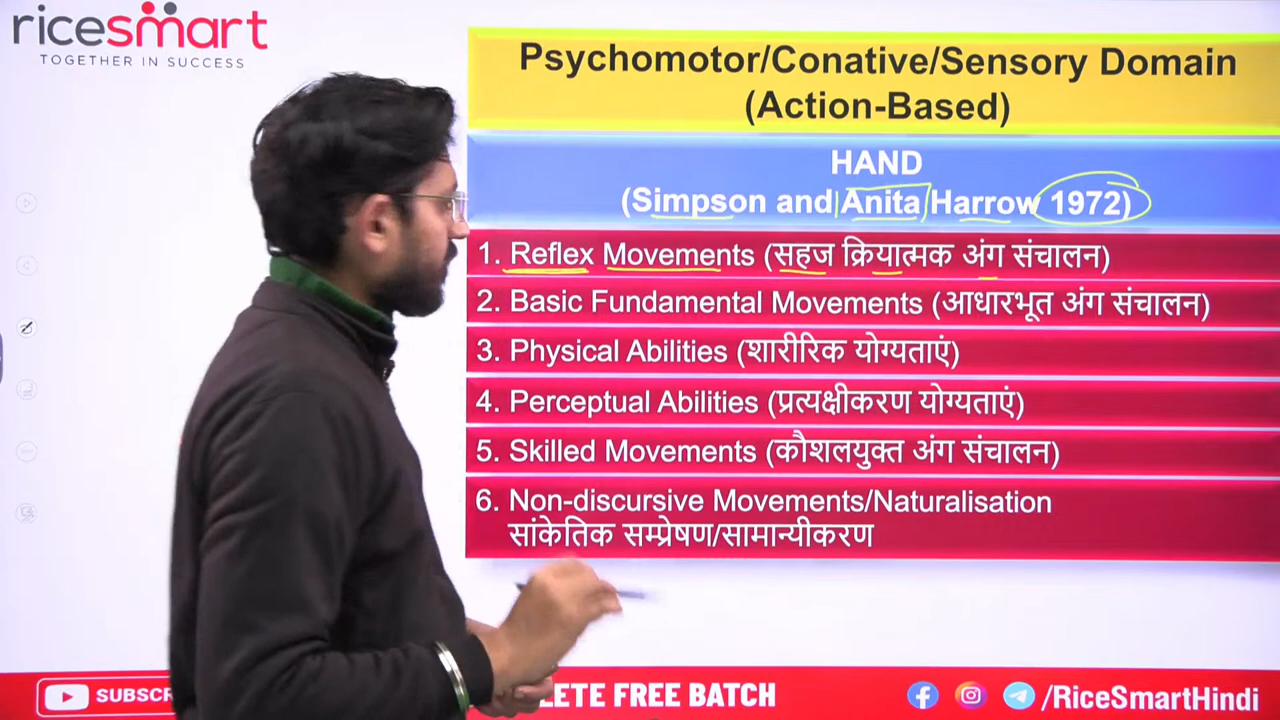 ricesmart
TOGETHER IN SUCCESS
Psychomotor/Conative/Sensory Domain
(Action-Based)
HAND
(Simpson and Anita Harrow 1972)
1. Reflex Movements (सहज क्रियात्मक अंग संचालन)
2. Basic Fundamental Movements (आधारभूत अंग संचालन)
3. Physical Abilities (शारीरिक योग्यताएं)
4. Perceptual Abilities (प्रत्यक्षीकरण योग्यताएं)
5. Skilled Movements (कौशलयुक्त अंग संचालन)
6. Non-discursive Movements/Naturalisation
सांकेतिक सम्प्रेषण/सामान्यीकरण
SUBSCR
LETE FREE BATCH
/RiceSmartHindi